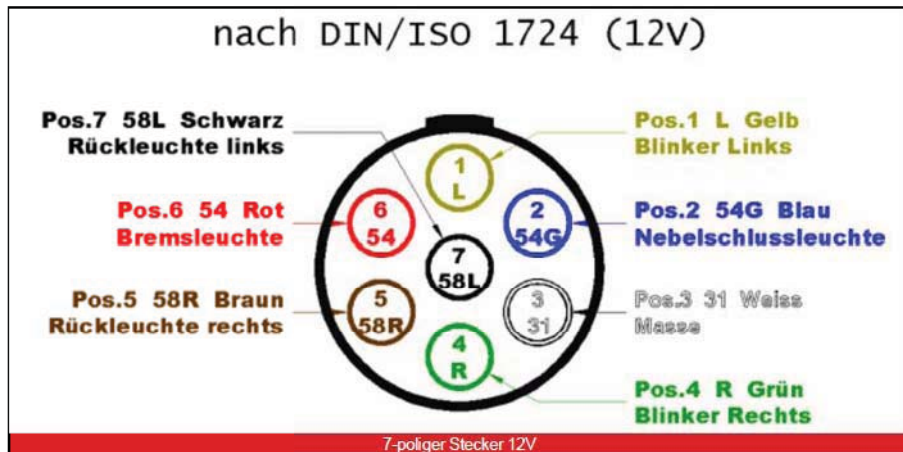 nach DIN/ISO 1724 (12V)
Pos.7 58L Schwarz
Rückleuchte links
Pos.1 L Gelb
Blinker Links
1
L
Pos.6 54 Rot
Bremsleuchte
6
54
2
54G
Pos.2 54G Blau
Nebelschlussleuchte
7
58L
Pos.5 58R Braun
Rückleuchte rechts
5
58R
3
31
Pos.3 31 Weiss
Masse
4
R
Pos.4 R Grün
Blinker Rechts
7-poliger Stecker 12V